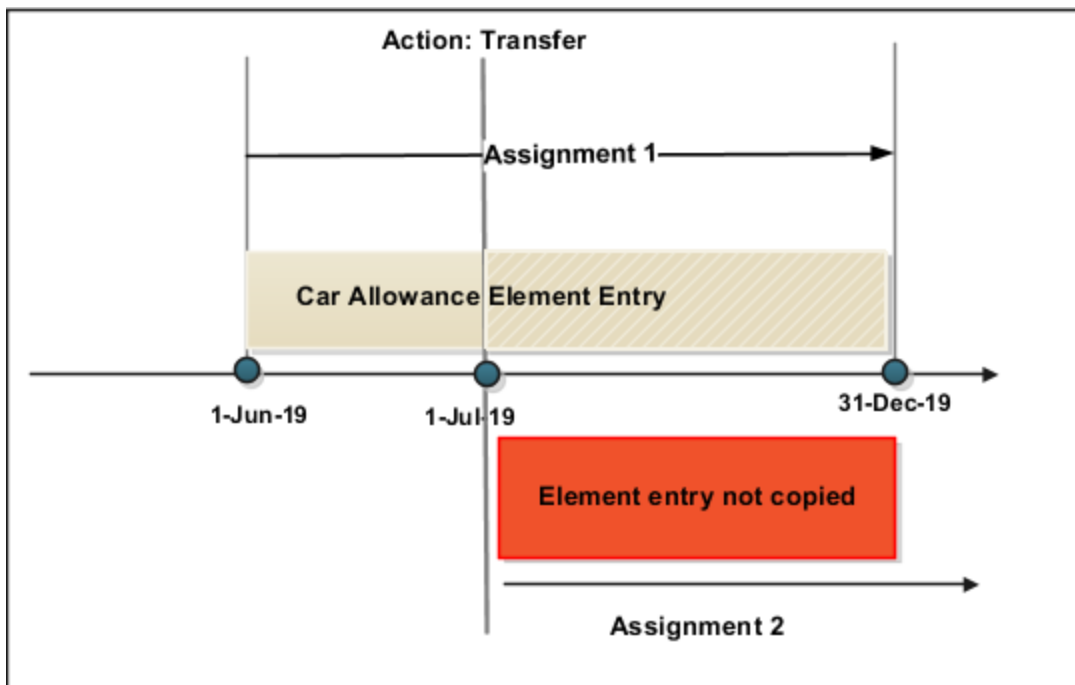 Action: Transfer
Assignment 1
Car Allowance Element Entry
1-Jun-19
1-Jul-19
31-Dec-19
Element entry not copied
Assignment 2